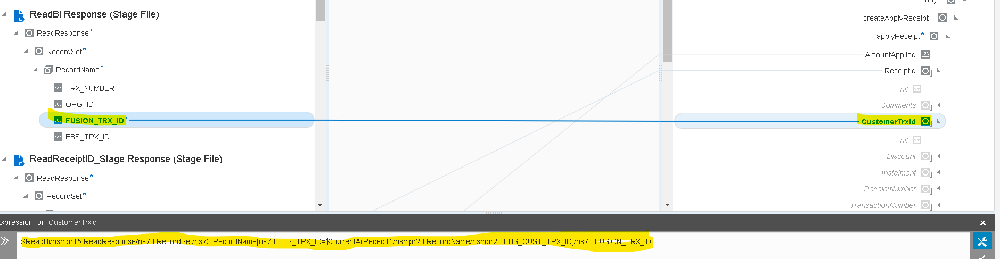 ReadBi Response (Stage File)
ReadResponse*
RecordSet*
RecordName*
TRX_NUMBER
ORG_ID
FUSION_TRX_ID*
EBS_TRX_ID
ReadReceiptID_Stage Response (Stage File)
ReadResponse*
RecordSet*
Body
createApplyReceipt*
applyReceipt*
AmountApplied
ReceiptId
nil
Comments
CustomerTrxId
nil
Discount
Instalment
ReceiptNumber
TransactionNumber
Expression for: CustomerTrxId
$ReadBi/nsmpr15:ReadResponse/ns73:RecordSet/ns73:RecordName[ns73:EBS_TRX_ID=$CurrentArReceipt1/nsmpr20:RecordName/nsmpr20:EBS_CUST_TRX_ID]/ns73:FUSION_TRX_ID